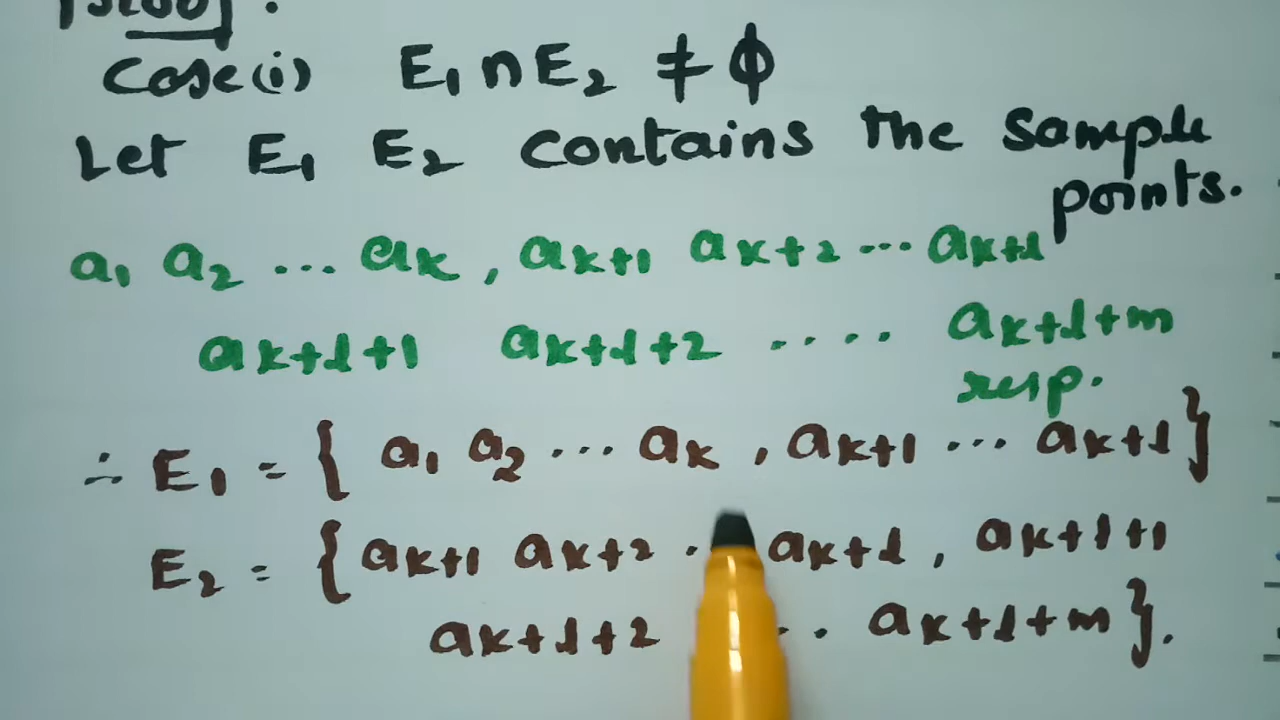 Proof:
Case(i) E₁ ∩ E₂ ≠ ϕ
Let E₁ E₂ contains the sample
points.
a₁ a₂ ... aₖ , aₖ₊₁ aₖ₊₂ ... aₖ₊ₗ
aₖ₊ₗ₊₁ aₖ₊ₗ₊₂ .... aₖ₊ₗ₊ₘ
resp.
∴ E₁ = { a₁ a₂ ... aₖ , aₖ₊₁ ... aₖ₊ₗ}
E₂ = { aₖ₊₁ aₖ₊₂ . aₖ₊ₗ , aₖ₊ₗ₊₁
aₖ₊ₗ₊₂ .. aₖ₊ₗ₊ₘ}.